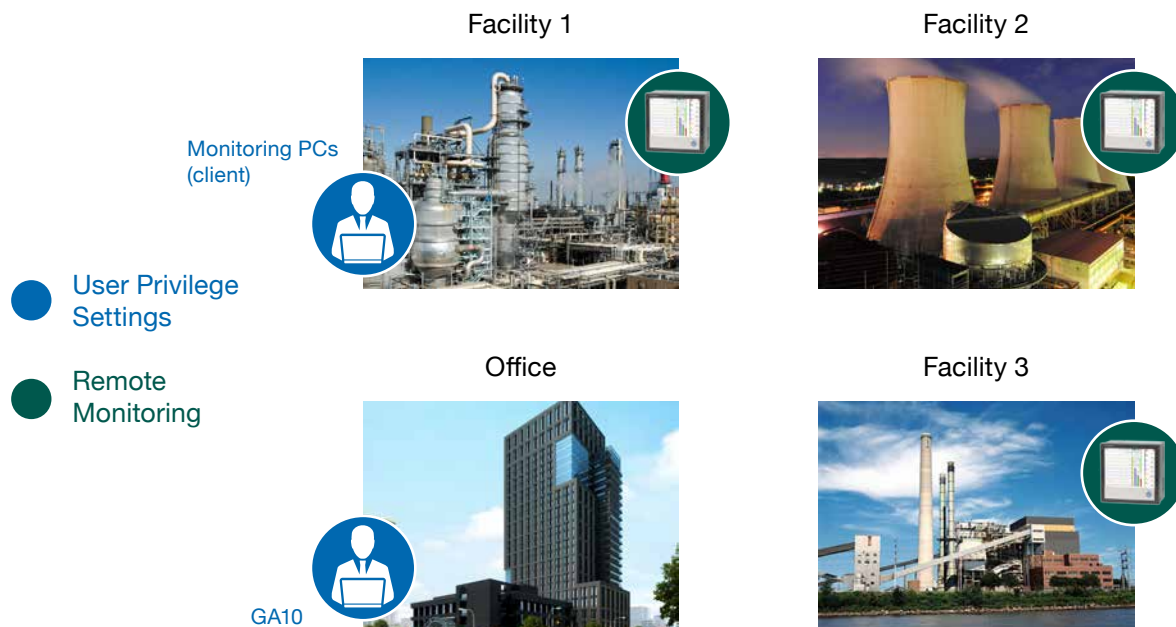 Facility 1
Facility 2
Monitoring PCs
(client)
User Privilege
Settings
Office
Facility 3
Remote
Monitoring
GA10